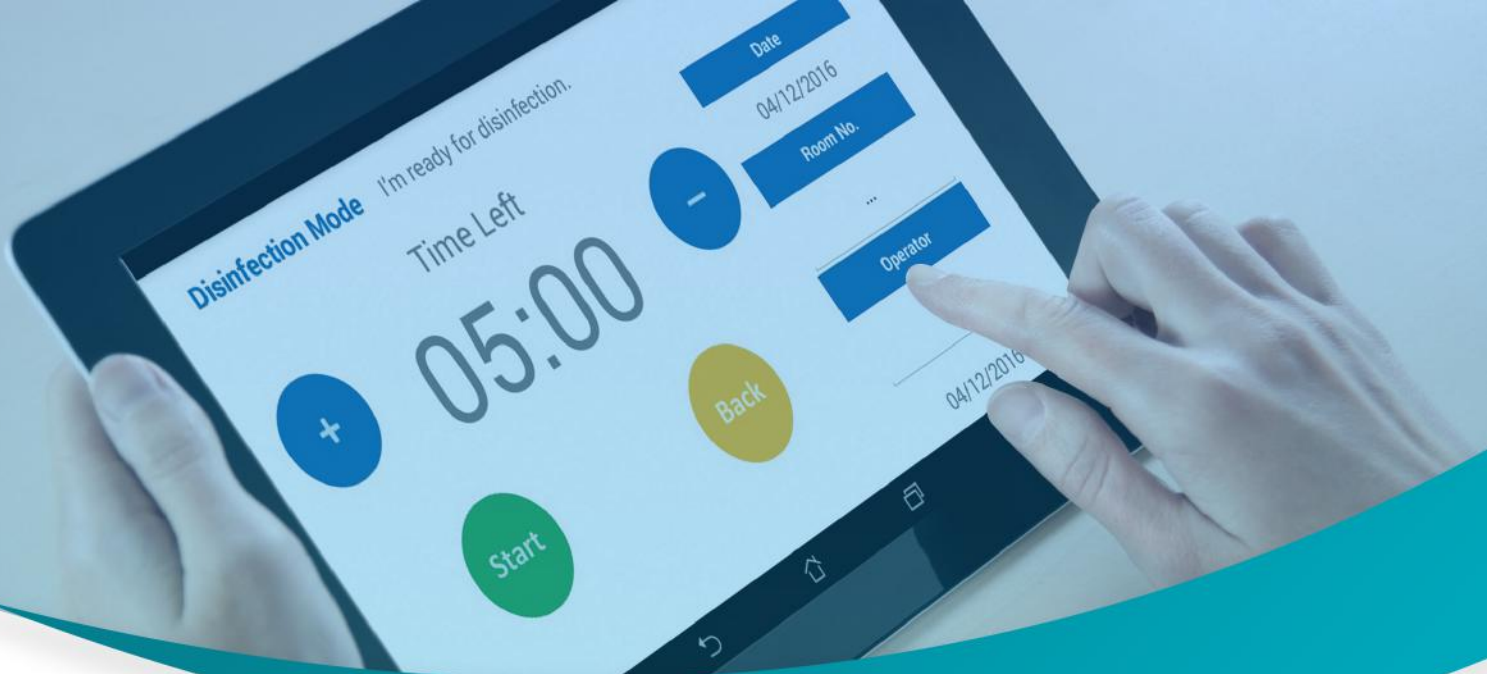 Disinfection Mode I'm ready for disinfection.
Time Left
05:00
+
-
Start
Back
Date
04/12/2016
Room No.
...
Operator
04/12/2016